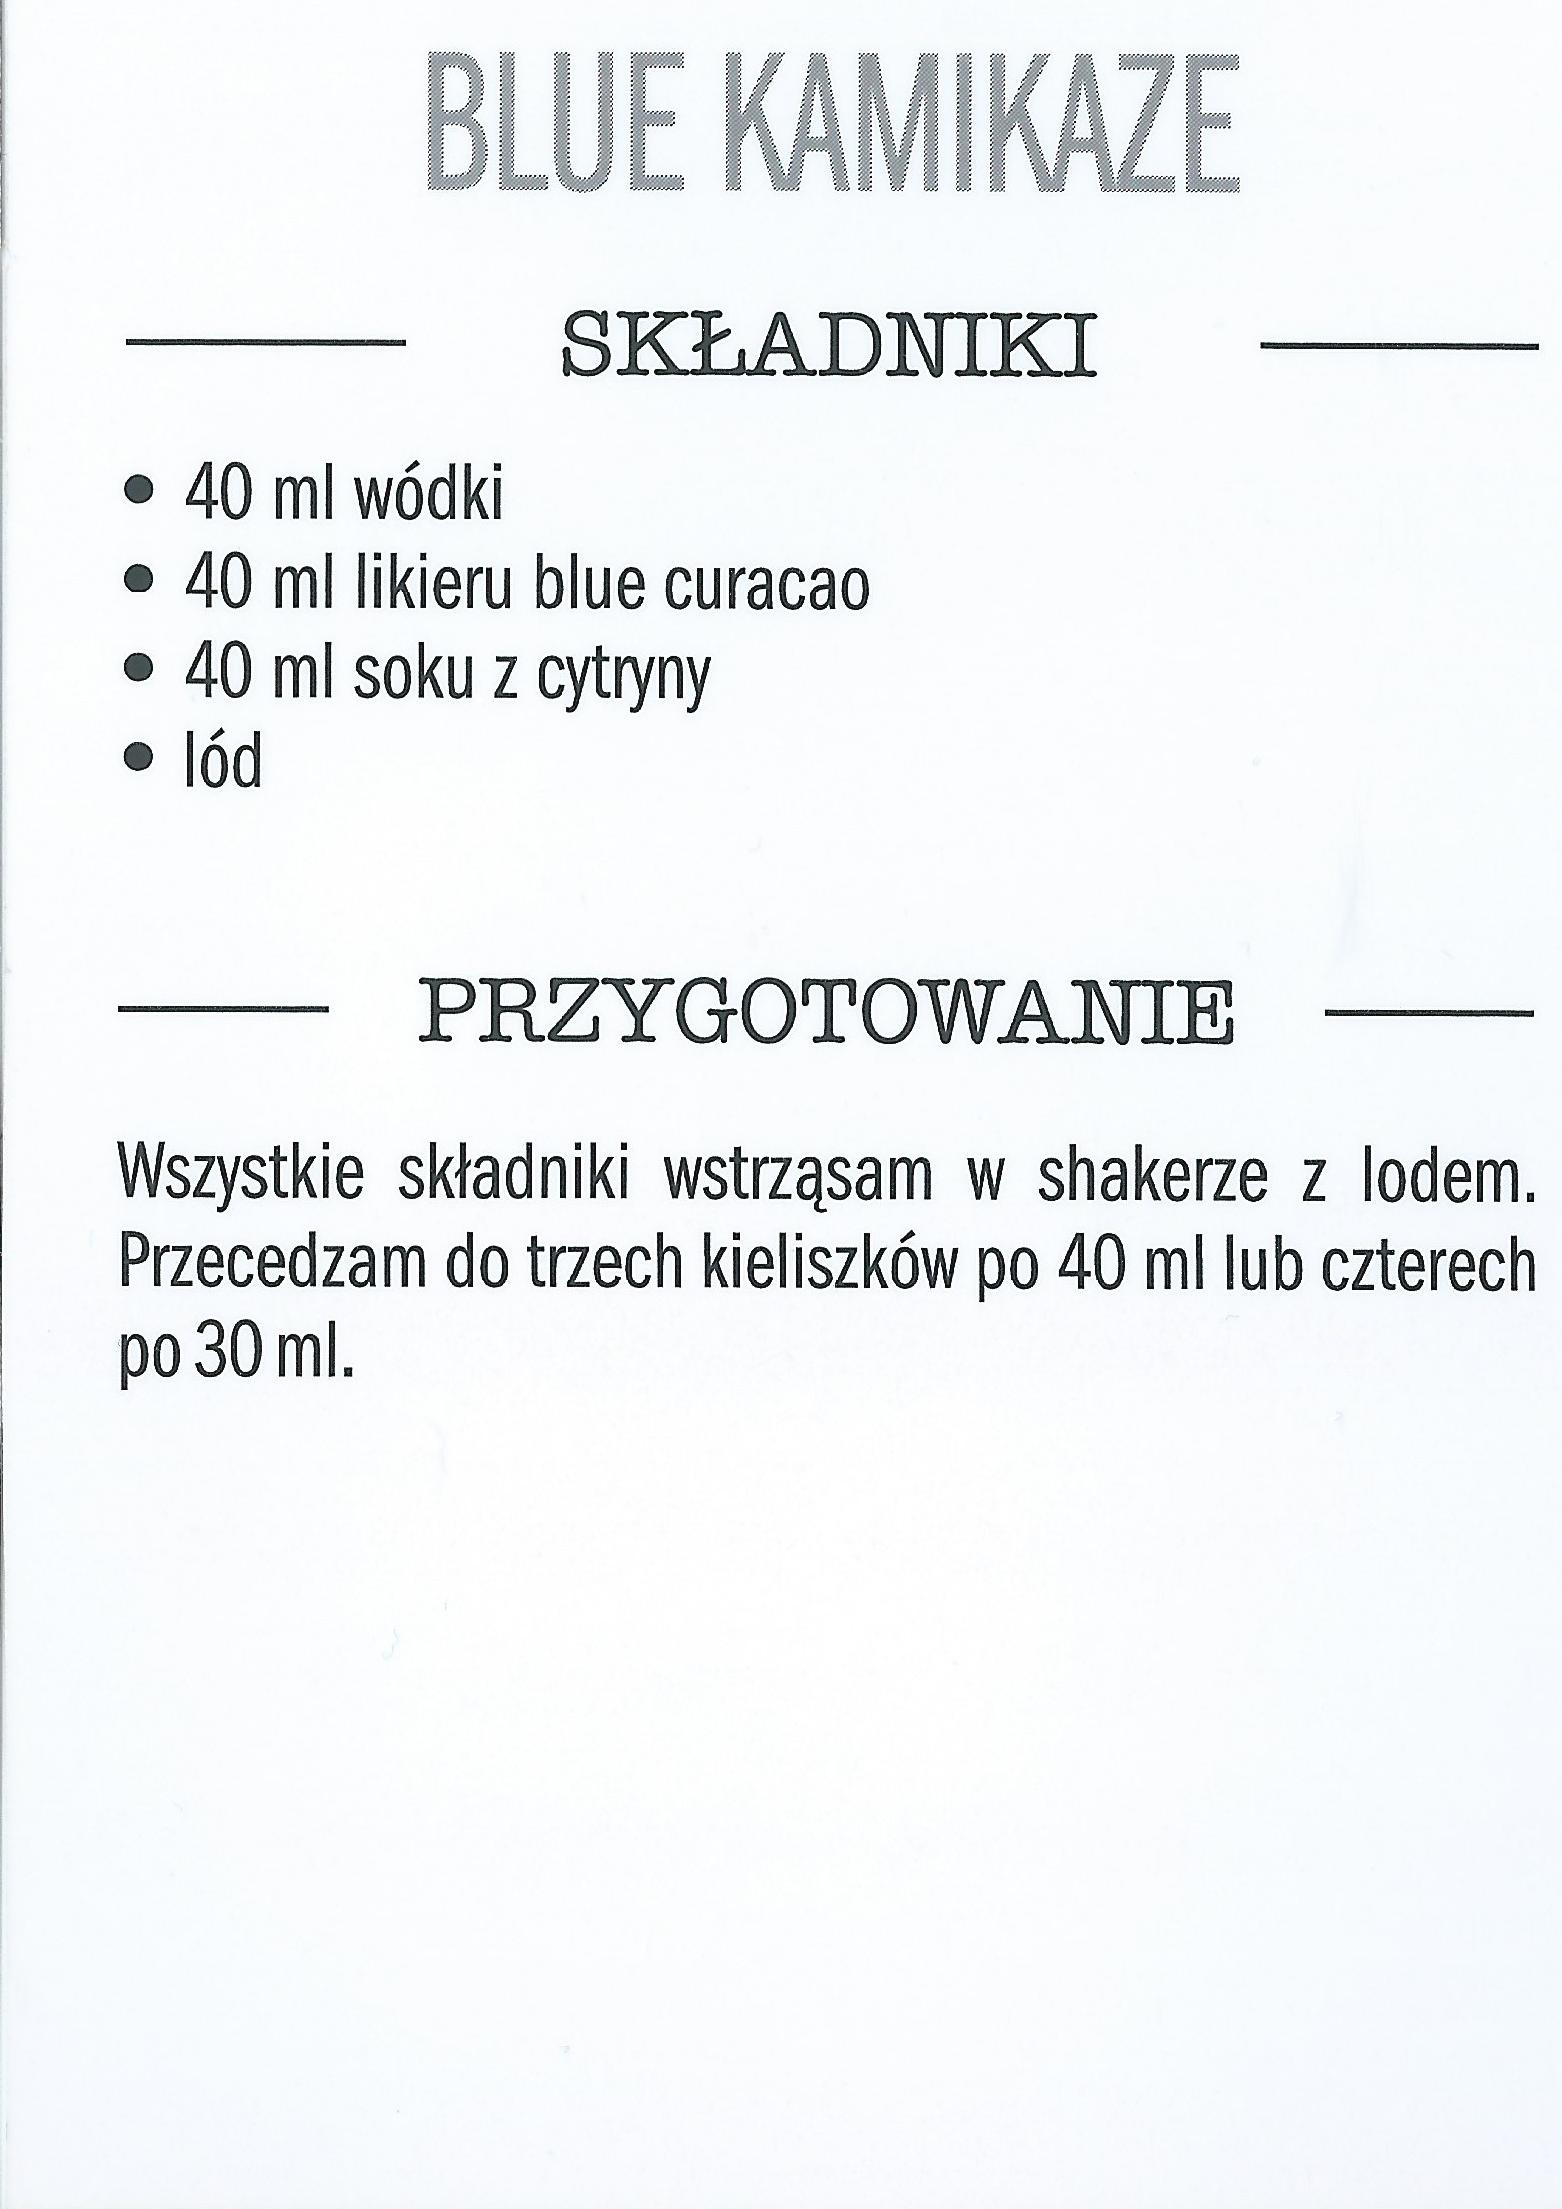 BLUE KAMIKAZE
SKŁADNIKI
• 40 ml wódki
• 40 ml likieru blue curacao
• 40 ml soku z cytryny
• lód
PRZYGOTOWANIE
Wszystkie składniki wstrząsam w shakerze z lodem.
Przecedzam do trzech kieliszków po 40 ml lub czterech
po 30 ml.